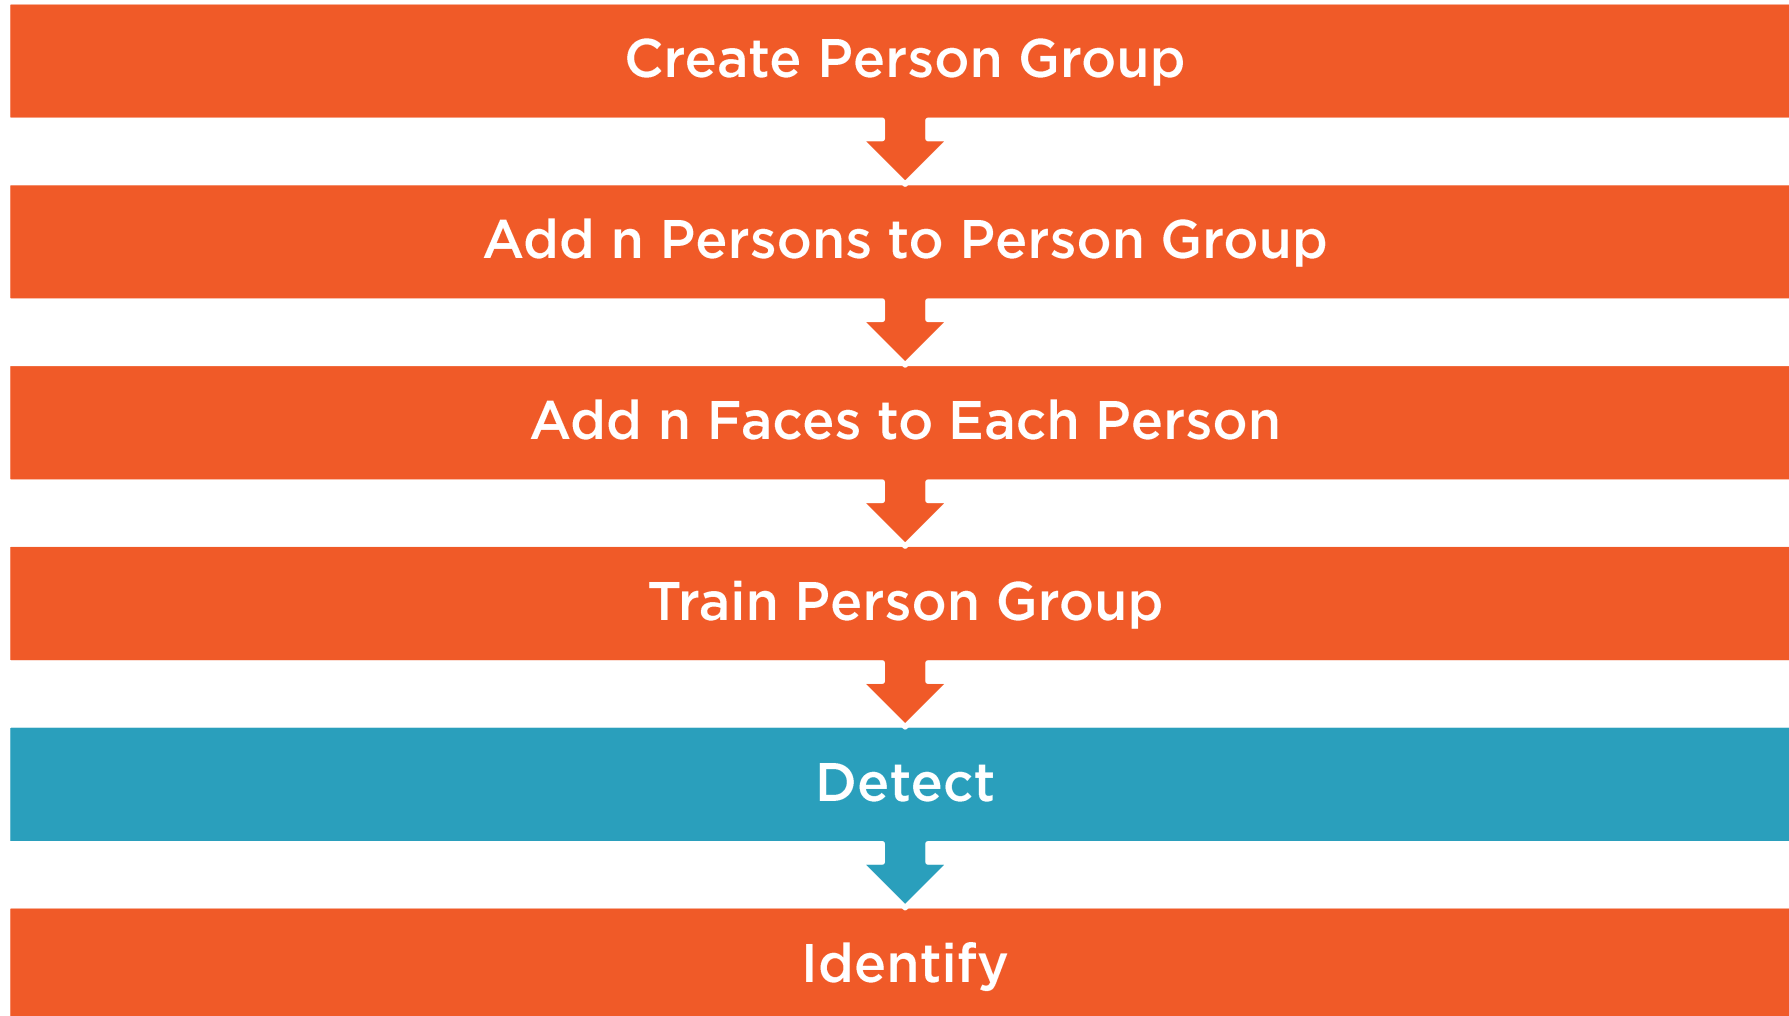 Create Person Group
Add n Persons to Person Group
Add n Faces to Each Person
Train Person Group
Detect
Identify